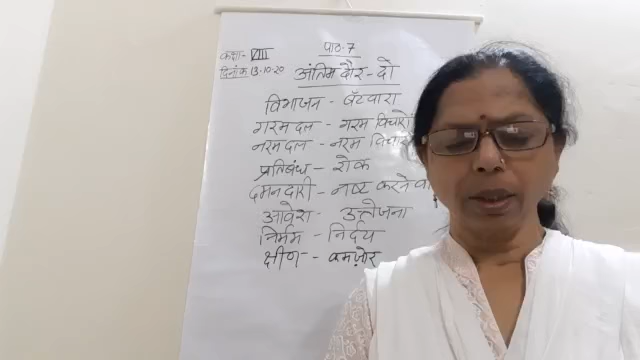 पाठ-7
कक्षा-VIII
दिनांक 13-10-20
अंतिम दौर-दो
विभाजन - बँटवारा
गरम दल - गरम विचारों
नरम दल - नरम
प्रतिबंध - रोक
दमनकारी - नष्ट करने
आवेश - उत्तेजना
निर्मम - निर्दय
क्षीण - कमज़ोर